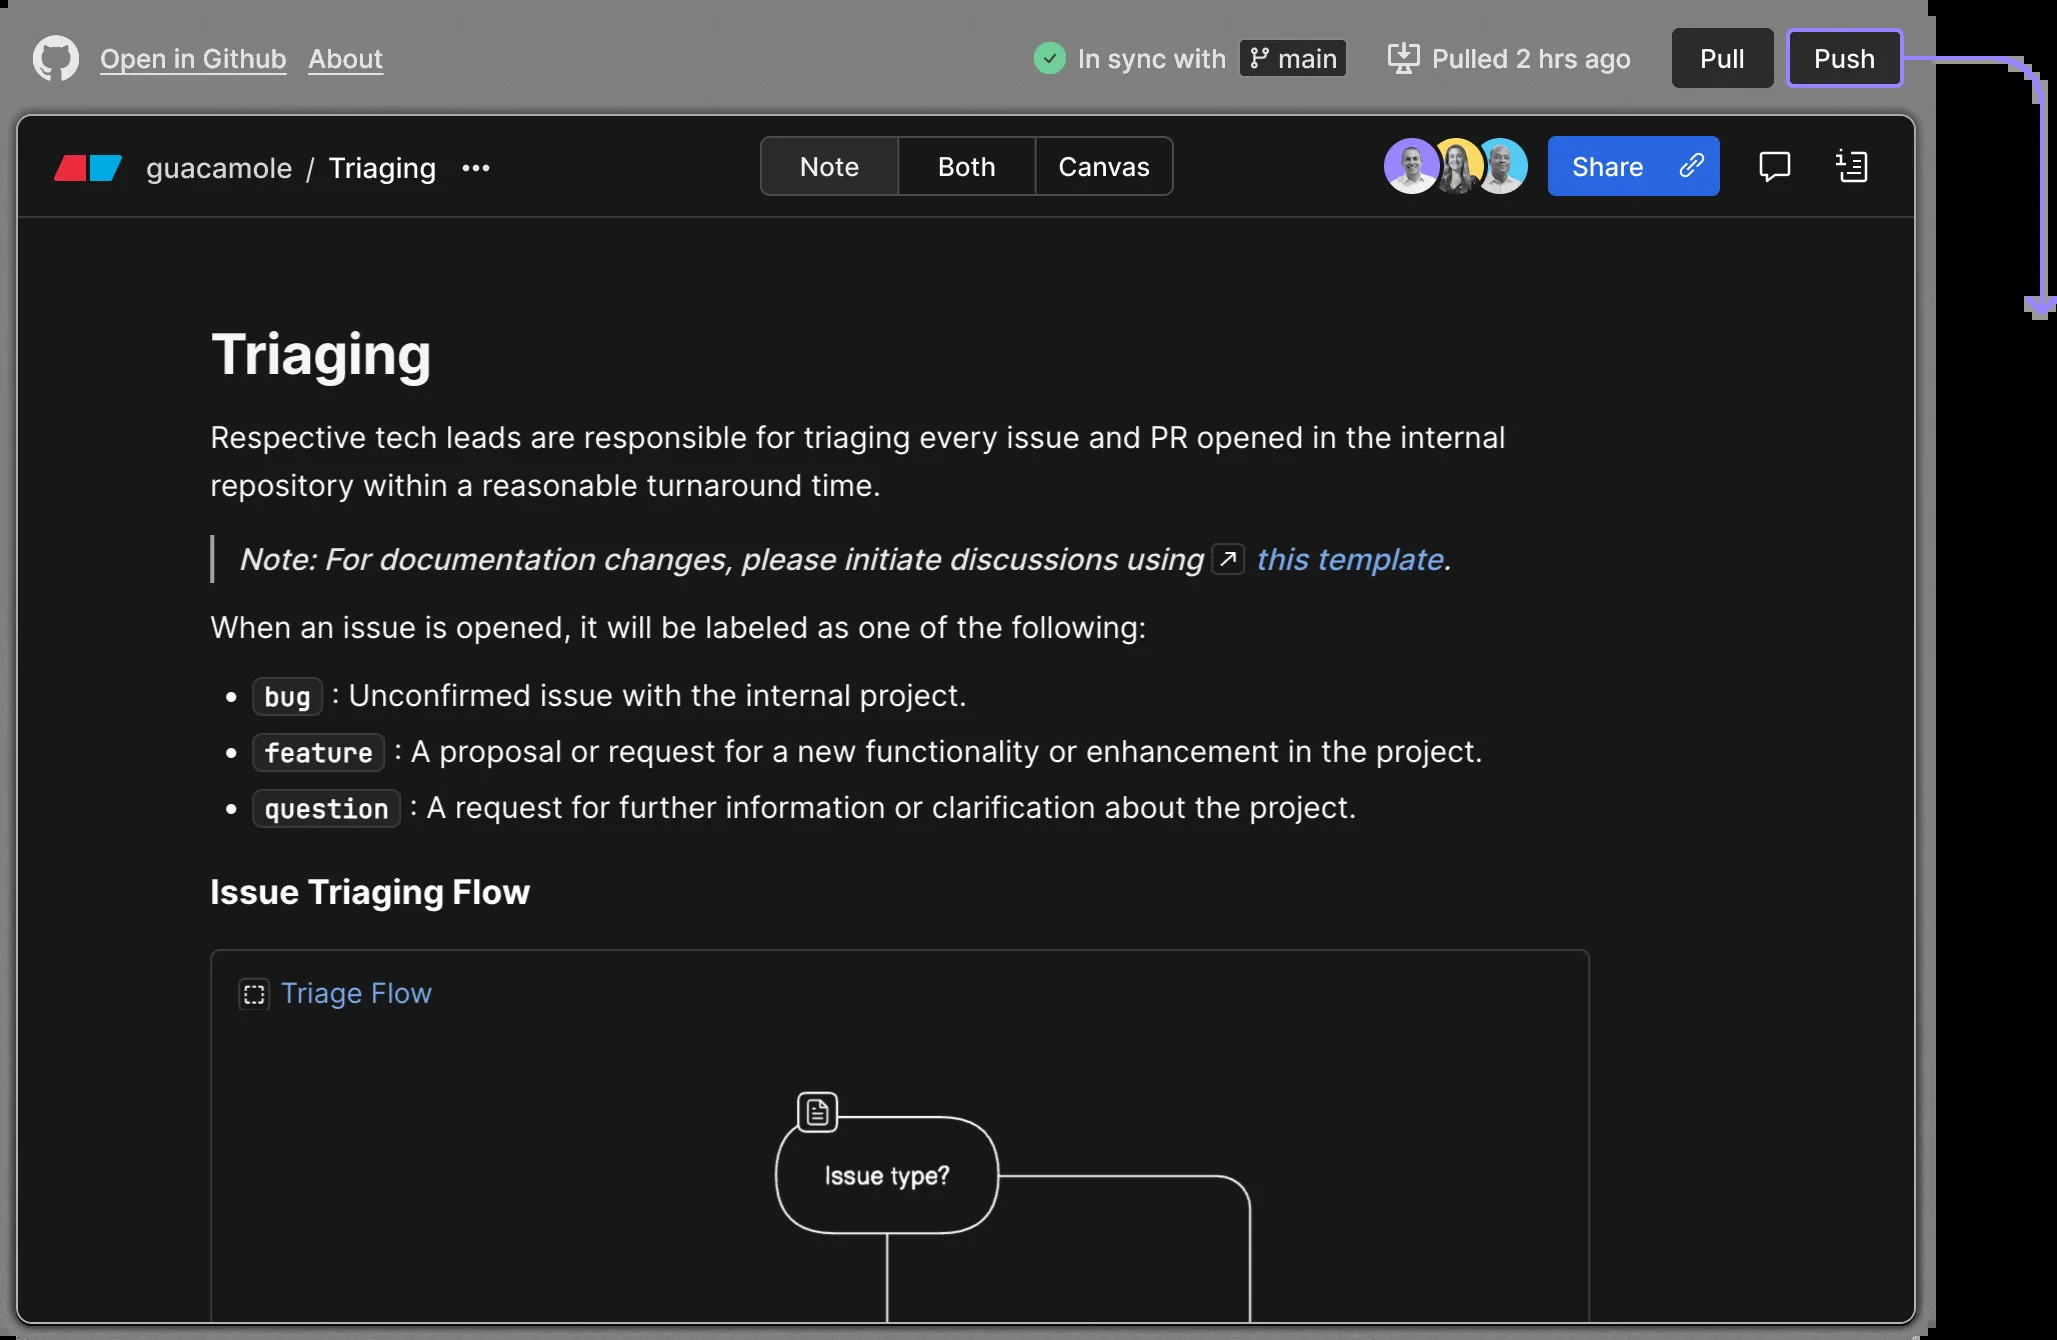 Open in Github About In sync with main Pulled 2 hrs ago Pull Push
guacamole / Triaging ••• Note Both Canvas Share
Triaging
Respective tech leads are responsible for triaging every issue and PR opened in the internal
repository within a reasonable turnaround time.
Note: For documentation changes, please initiate discussions using this template.
When an issue is opened, it will be labeled as one of the following:
• bug : Unconfirmed issue with the internal project.
• feature : A proposal or request for a new functionality or enhancement in the project.
• question : A request for further information or clarification about the project.
Issue Triaging Flow
Triage Flow
Issue type?